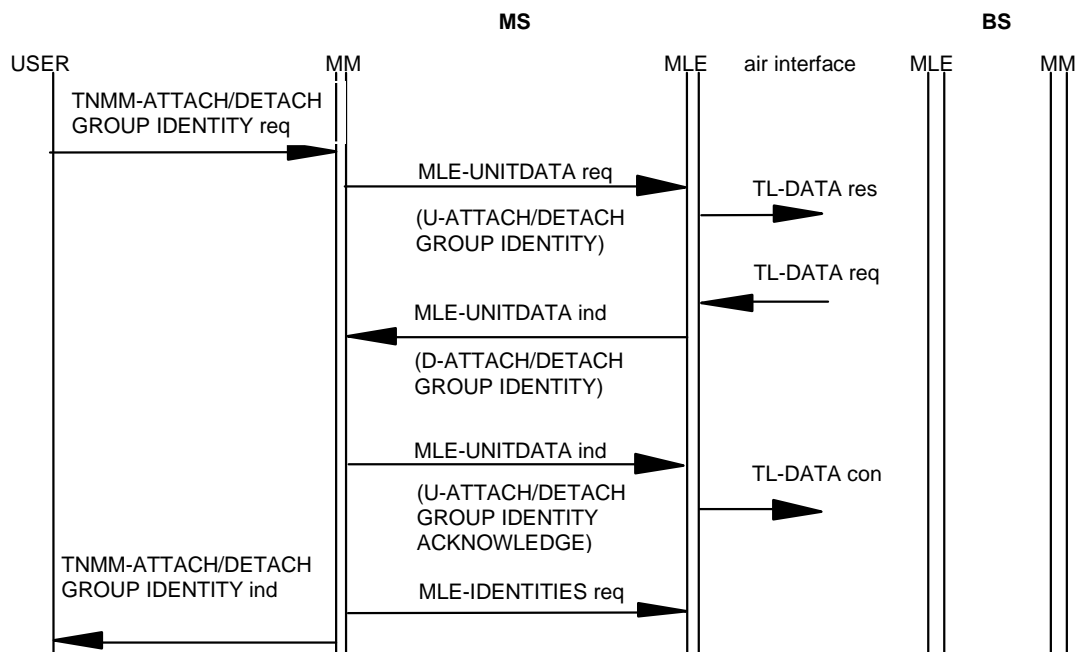 MS BS
USER MM MLE air interface MLE MM
TNMM-ATTACH/DETACH
GROUP IDENTITY req
MLE-UNITDATA req
TL-DATA res
(U-ATTACH/DETACH
GROUP IDENTITY)
TL-DATA req
MLE-UNITDATA ind
(D-ATTACH/DETACH
GROUP IDENTITY)
MLE-UNITDATA ind
TL-DATA con
(U-ATTACH/DETACH
GROUP IDENTITY
ACKNOWLEDGE)
TNMM-ATTACH/DETACH
GROUP IDENTITY ind
MLE-IDENTITIES req